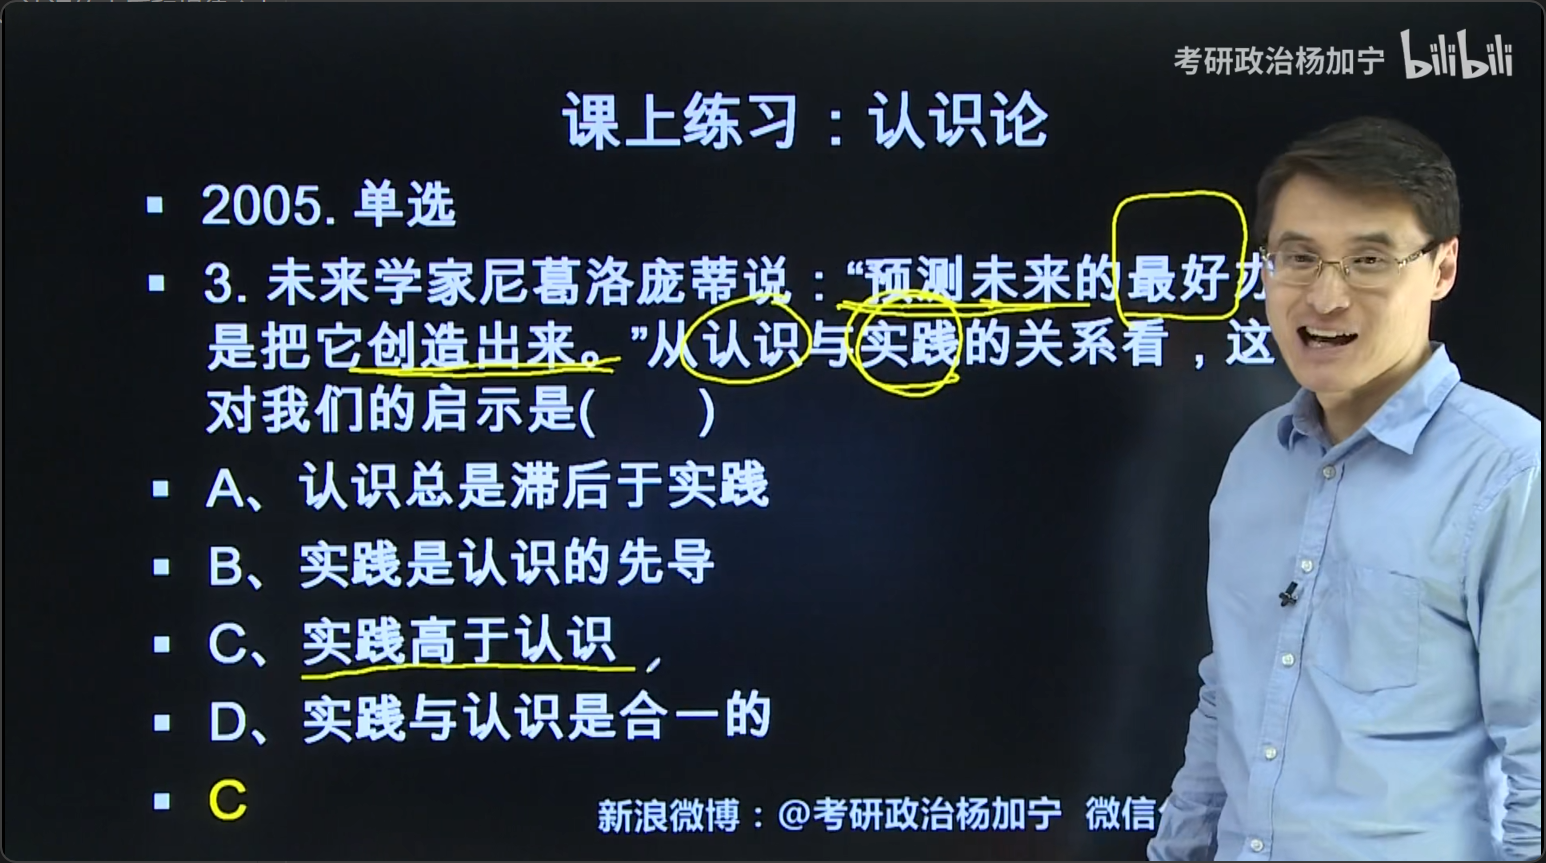 考研政治杨加宁 bilibili
课上练习：认识论
2005. 单选
3. 未来学家尼葛洛庞蒂说：“预测未来的最好
是把它创造出来。”从认识与实践的关系看，这
对我们的启示是(　　)
A、认识总是滞后于实践
B、实践是认识的先导
C、实践高于认识
D、实践与认识是合一的
C
新浪微博：@考研政治杨加宁 微信